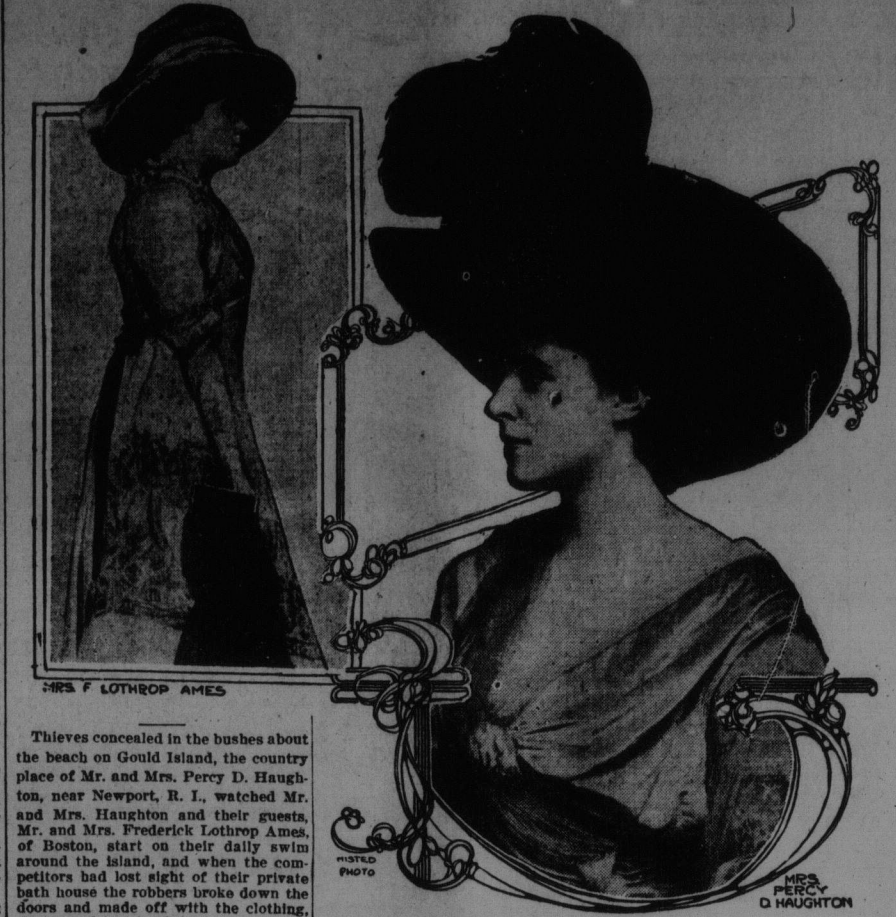 MRS. F LOTHROP AMES
Thieves concealed in the bushes about
the beach on Gould Island, the country
place of Mr. and Mrs. Percy D. Haugh-
ton, near Newport, R. I., watched Mr.
and Mrs. Haughton and their guests,
Mr. and Mrs. Frederick Lothrop Ames,
of Boston, start on their daily swim
around the island, and when the com-
petitors had lost sight of their private
bath house the robbers broke down the
doors and made off with the clothing,
MISTED
PHOTO
MRS.
PERCY
D. HAUGHTON